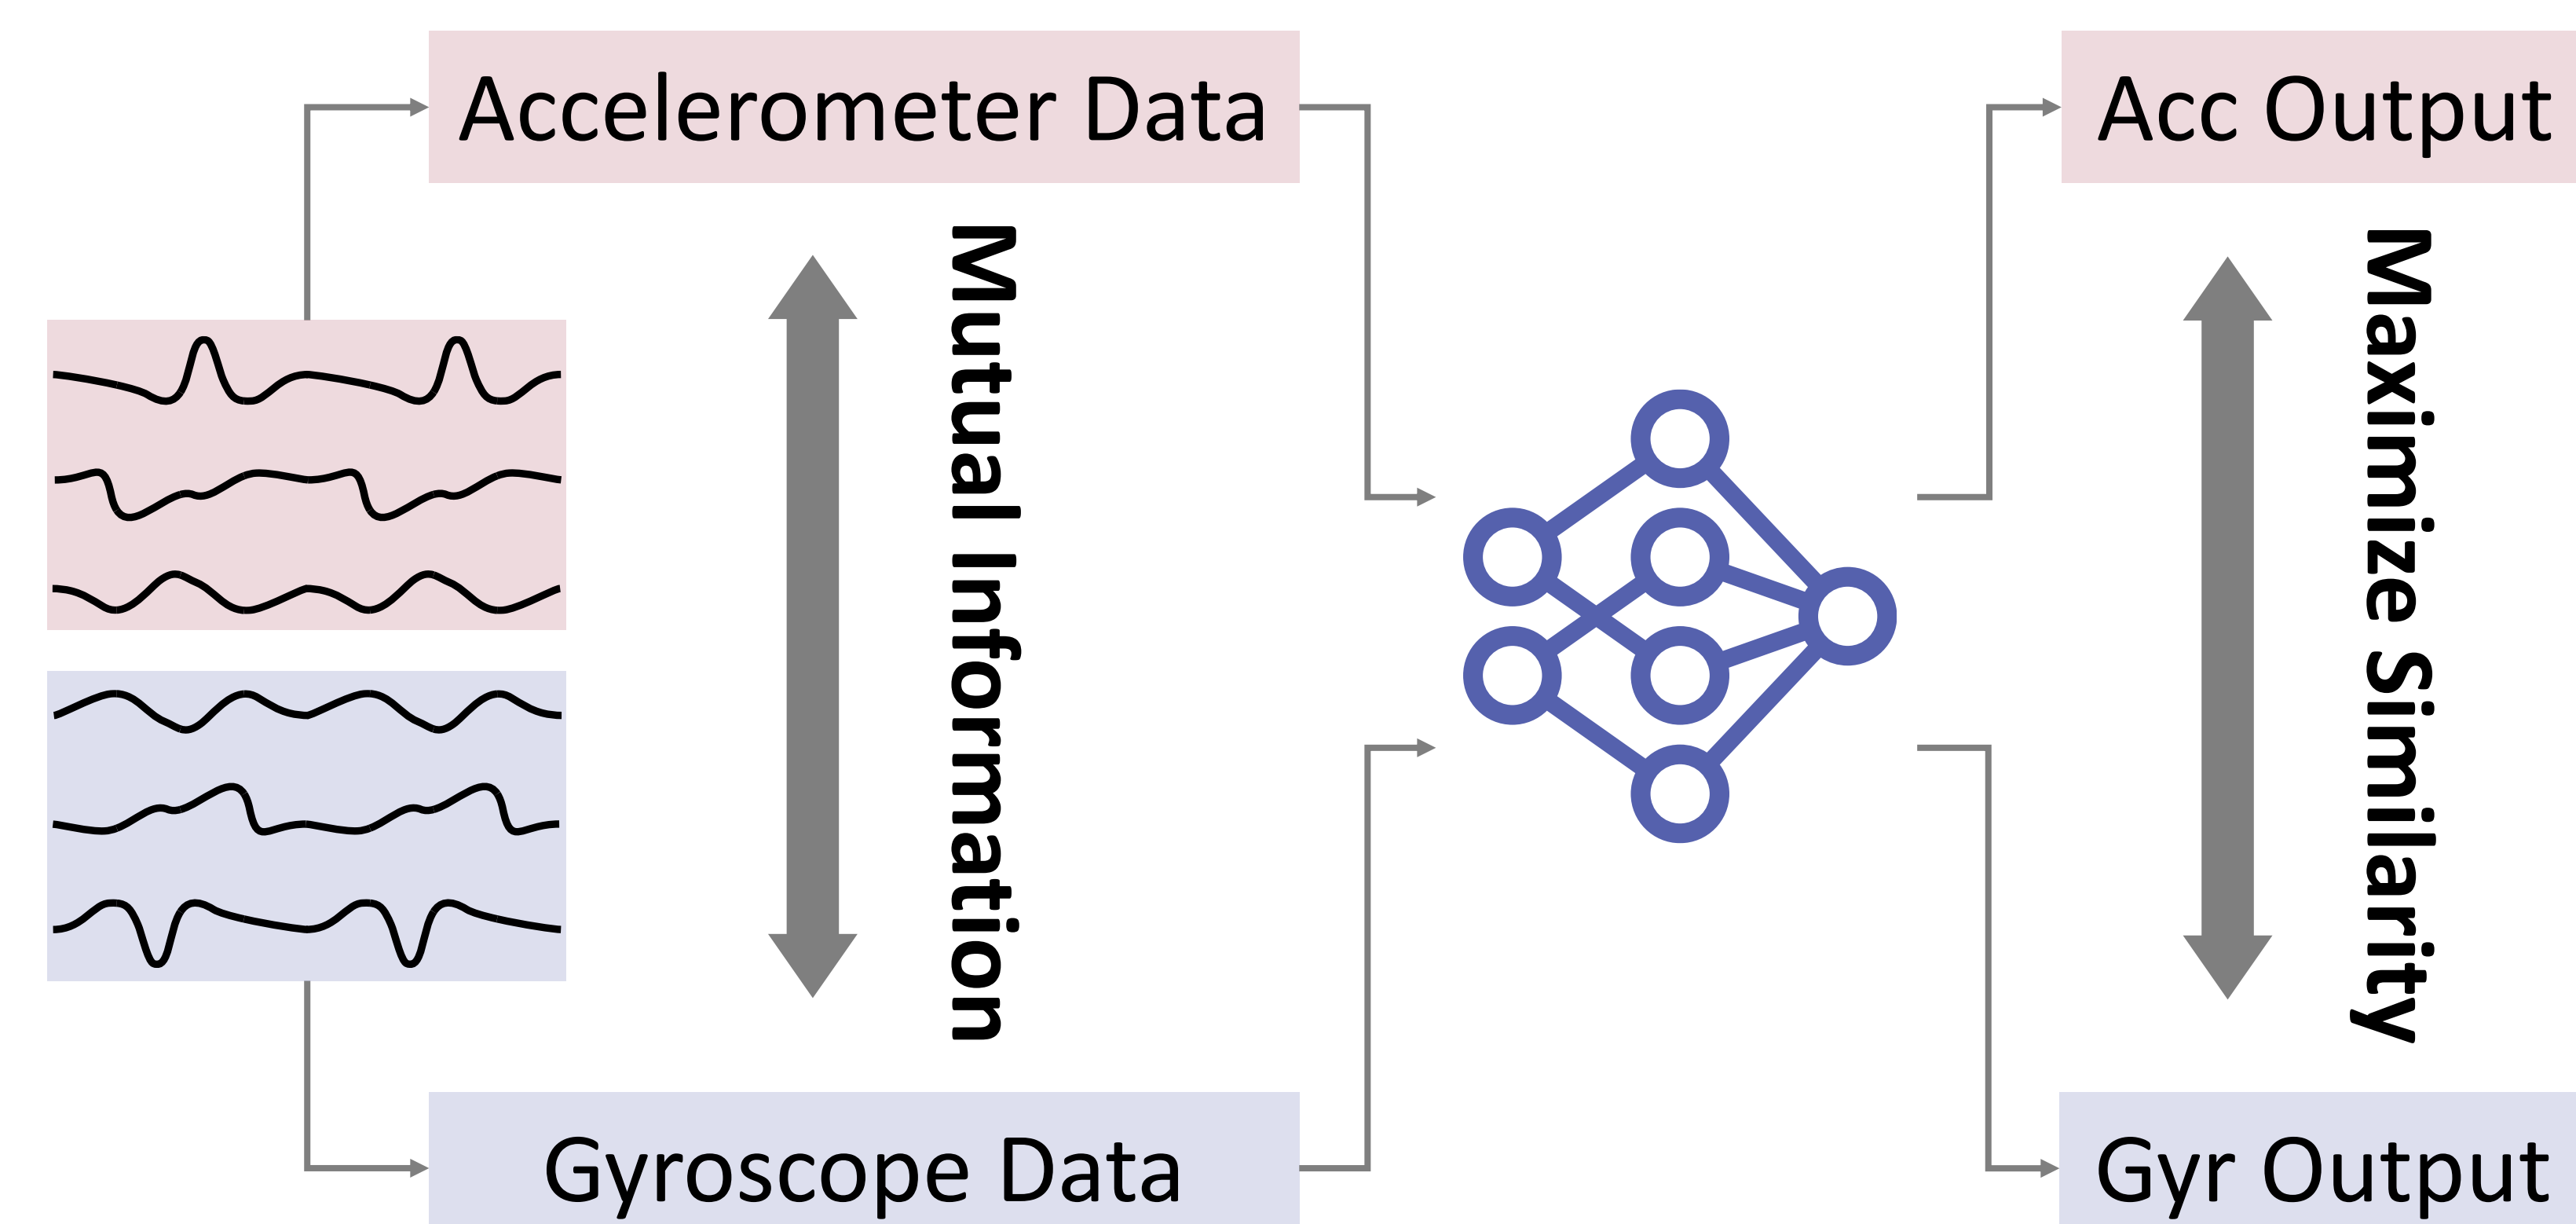 Accelerometer Data
Acc Output
Mutual Information
Maximize Similarity
Gyroscope Data
Gyr Output